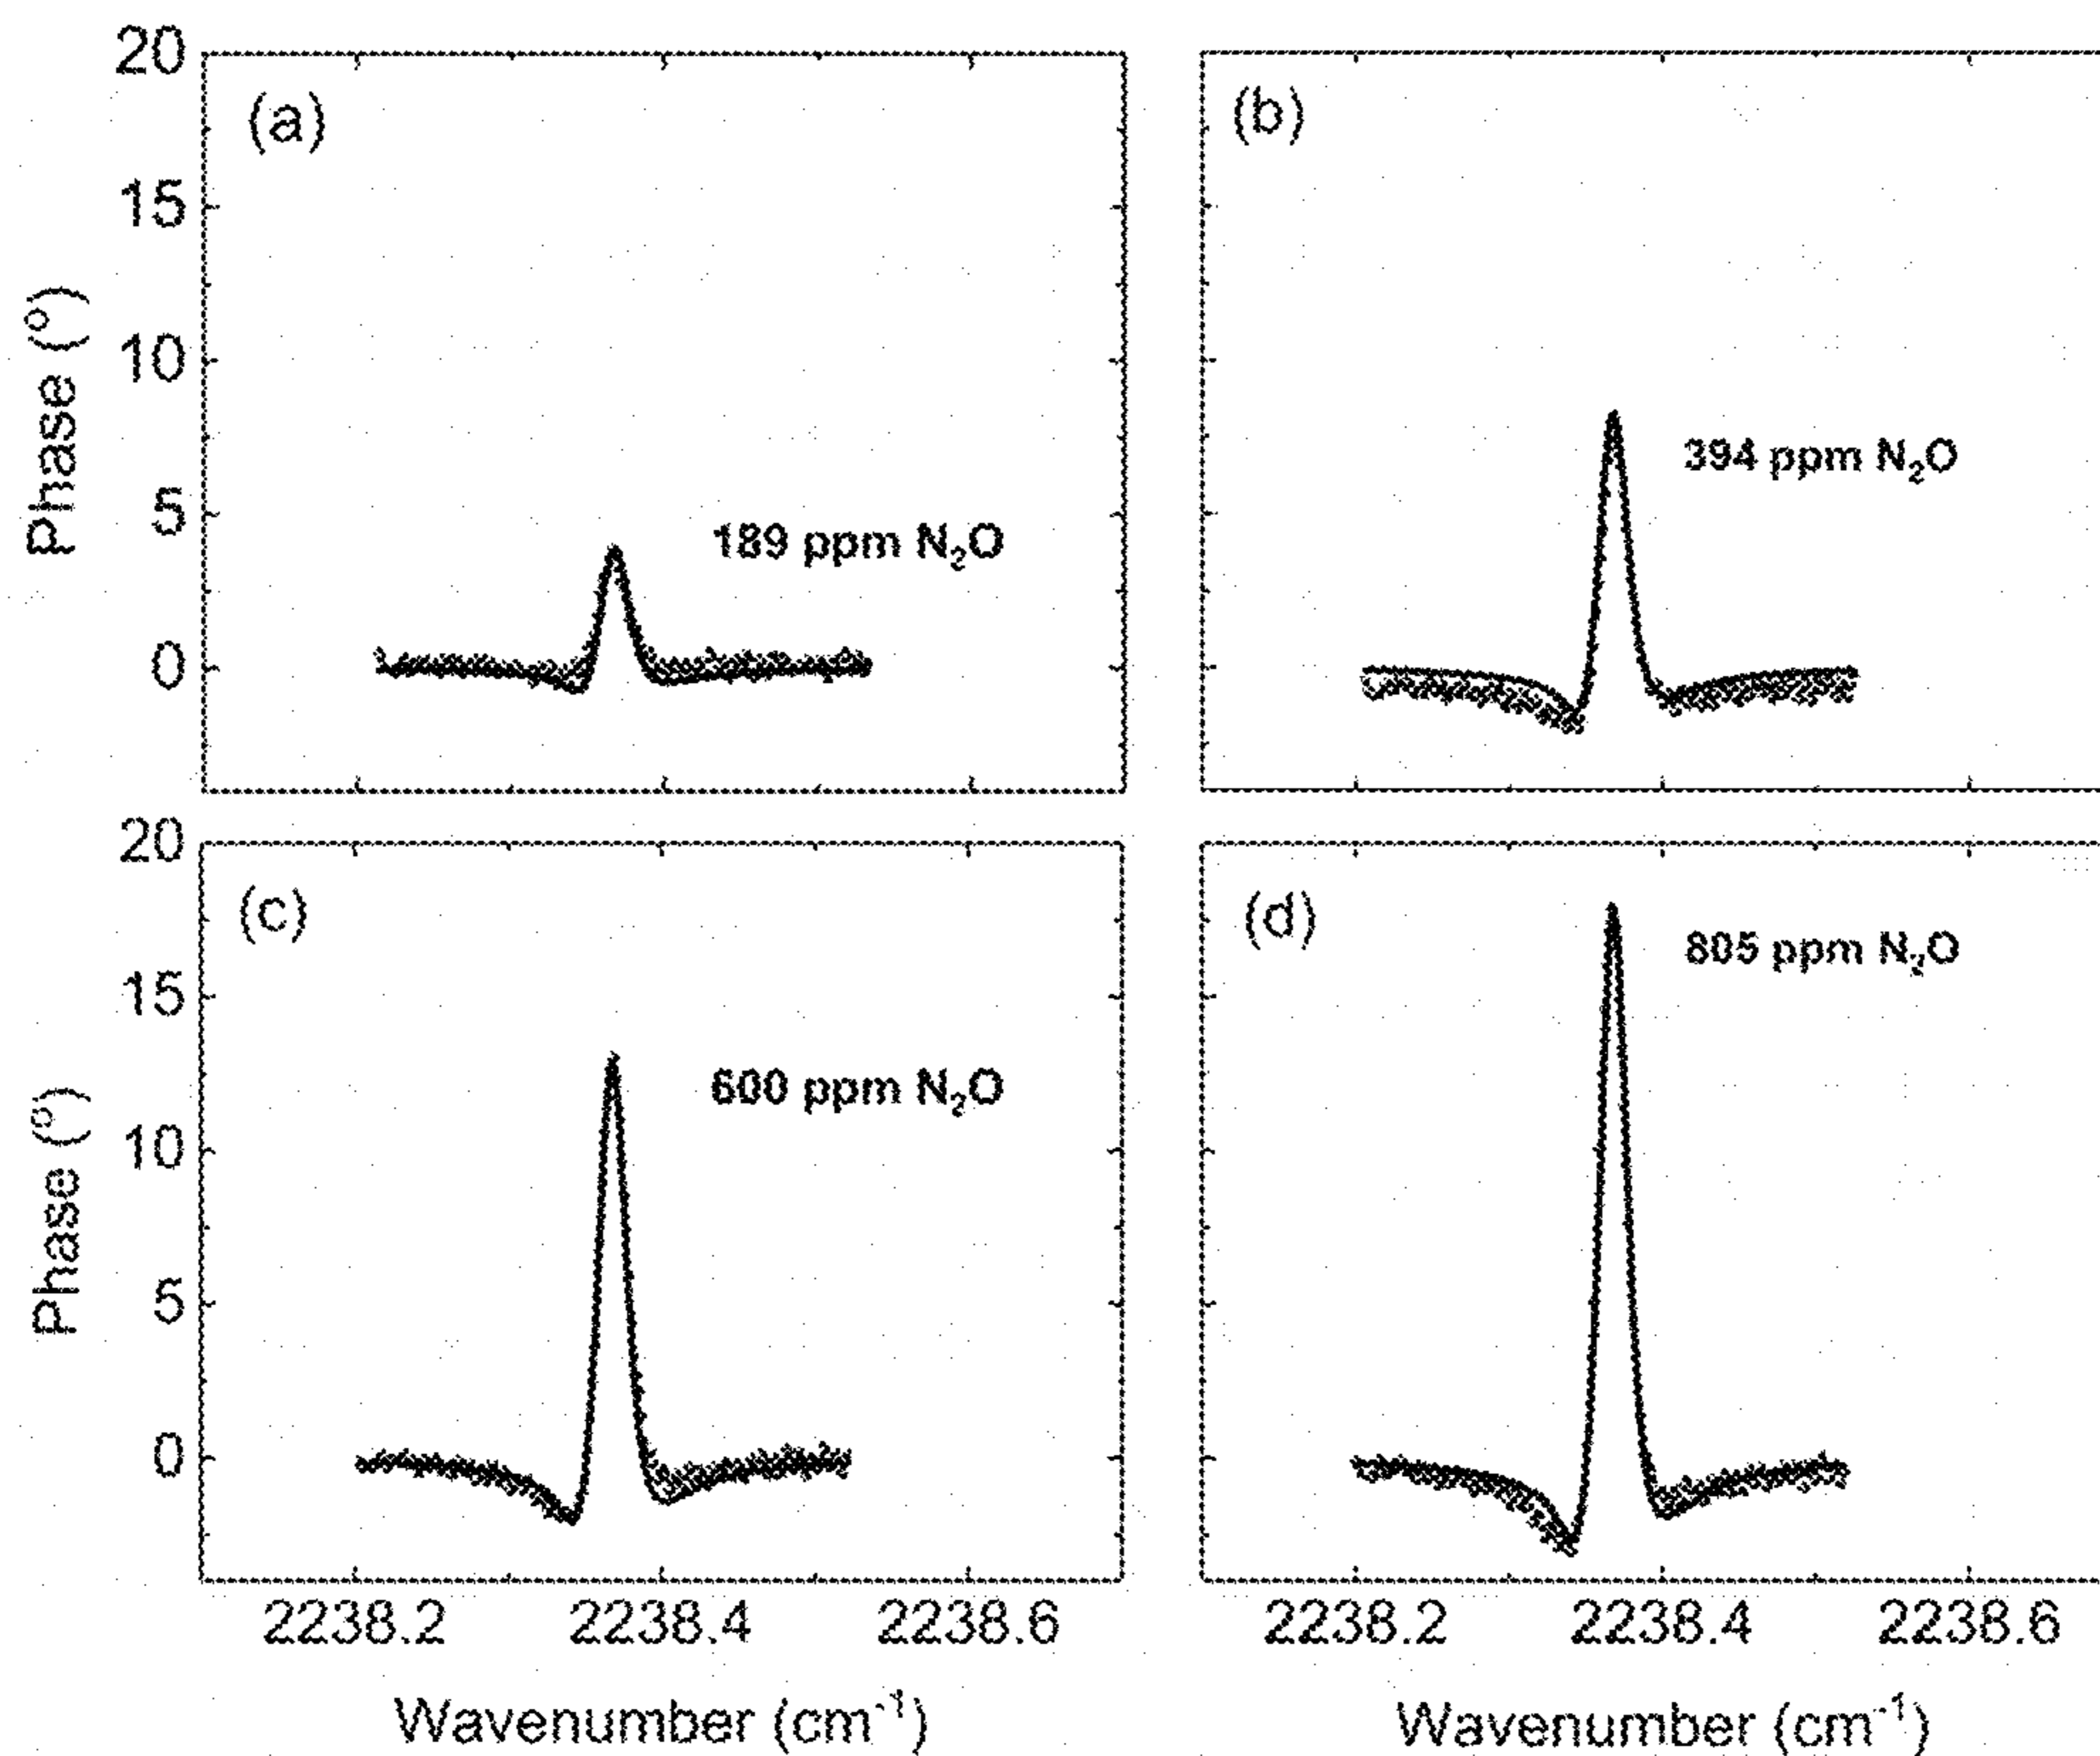 20
(a)
(b)
15
10
5
0
Phase (°)
189 ppm N₂O
394 ppm N₂O
20
(c)
(d)
15
10
5
0
Phase (°)
600 ppm N₂O
805 ppm N₂O
2238.2 2238.4 2238.6
2238.2 2238.4 2238.6
Wavenumber (cm⁻¹)
Wavenumber (cm⁻¹)